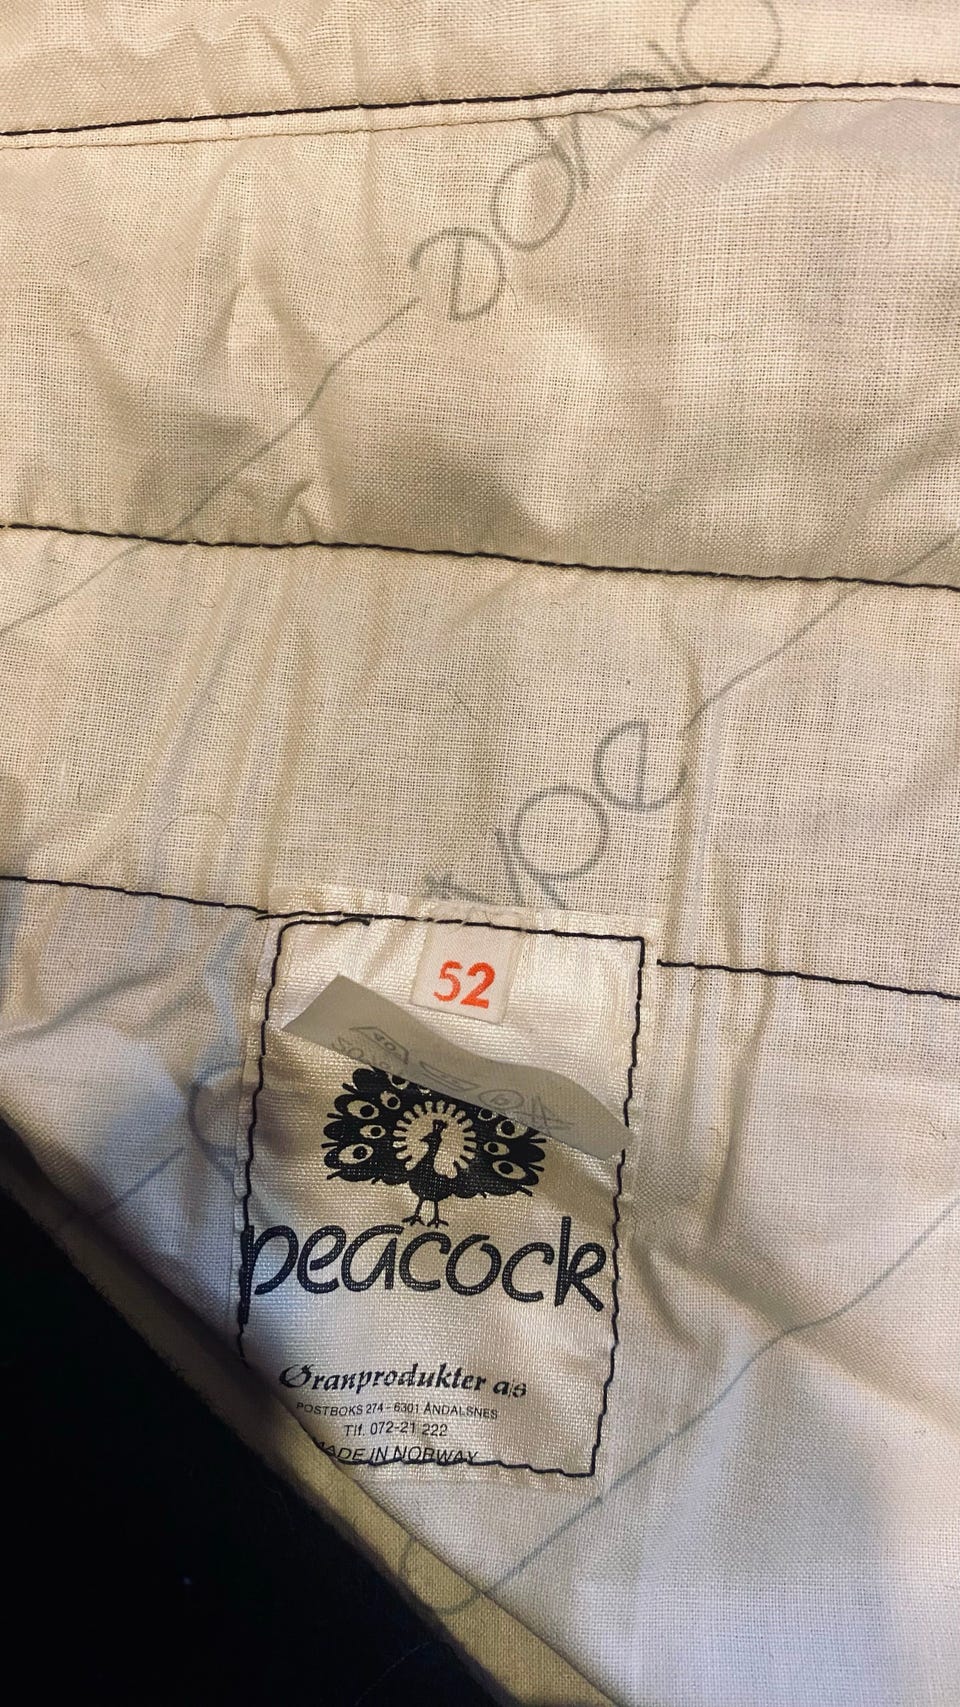 52
peacock
Øranprodukter a/s
POSTBOKS 274 - 6301 ÅNDALSNES
Tlf. 072-21 222
MADE IN NORWAY